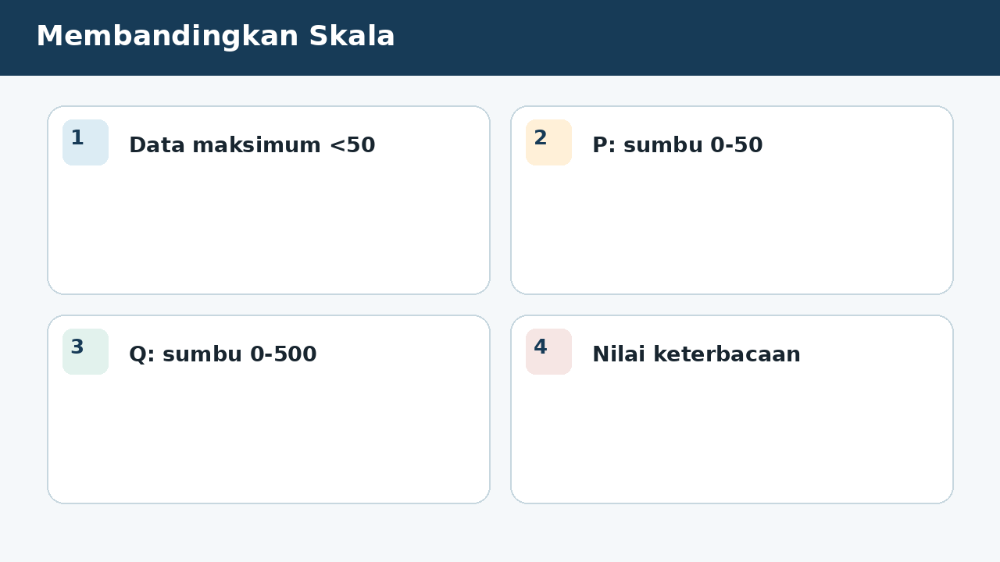 Membandingkan Skala
1
Data maksimum <50
2
P: sumbu 0-50
3
Q: sumbu 0-500
4
Nilai keterbacaan